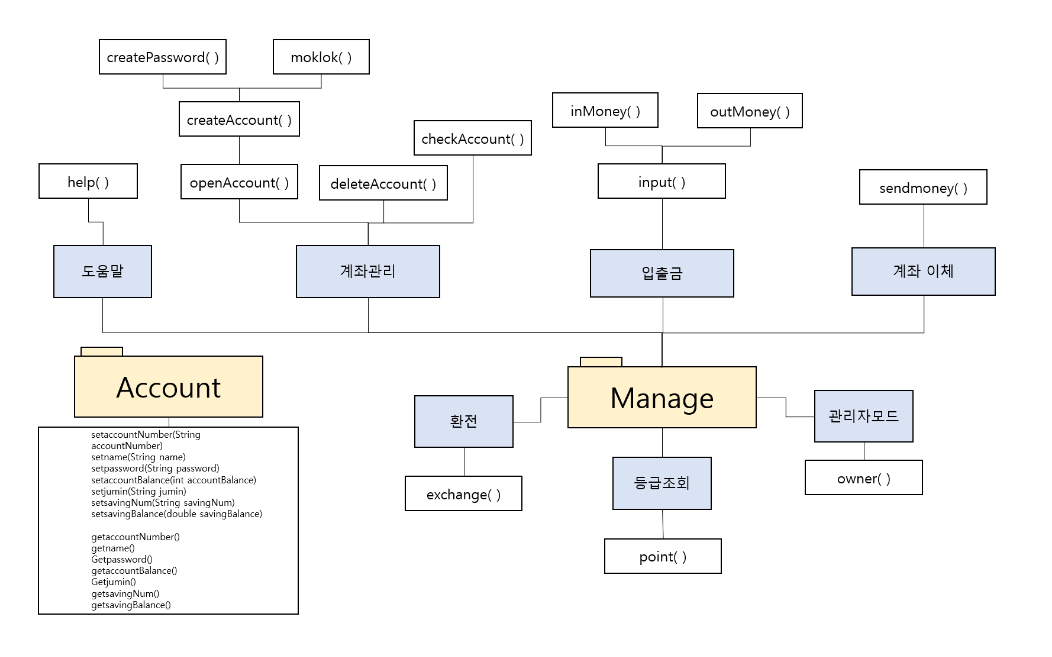 createPassword( )
moklok( )
createAccount( )
inMoney( )
outMoney( )
checkAccount( )
help( )
openAccount( )
deleteAccount( )
input( )
sendmoney( )
도움말
계좌관리
입출금
계좌 이체
Account
Manage
setaccountNumber(String
accountNumber)
setname(String name)
setpassword(String password)
setaccountBalance(int accountBalance)
setjumin(String jumin)
setsavingNum(String savingNum)
setsavingBalance(double savingBalance)
getaccountNumber()
getname()
Getpassword()
getaccountBalance()
Getjumin()
getsavingNum()
getsavingBalance()
환전
관리자모드
exchange( )
등급조회
owner( )
point( )